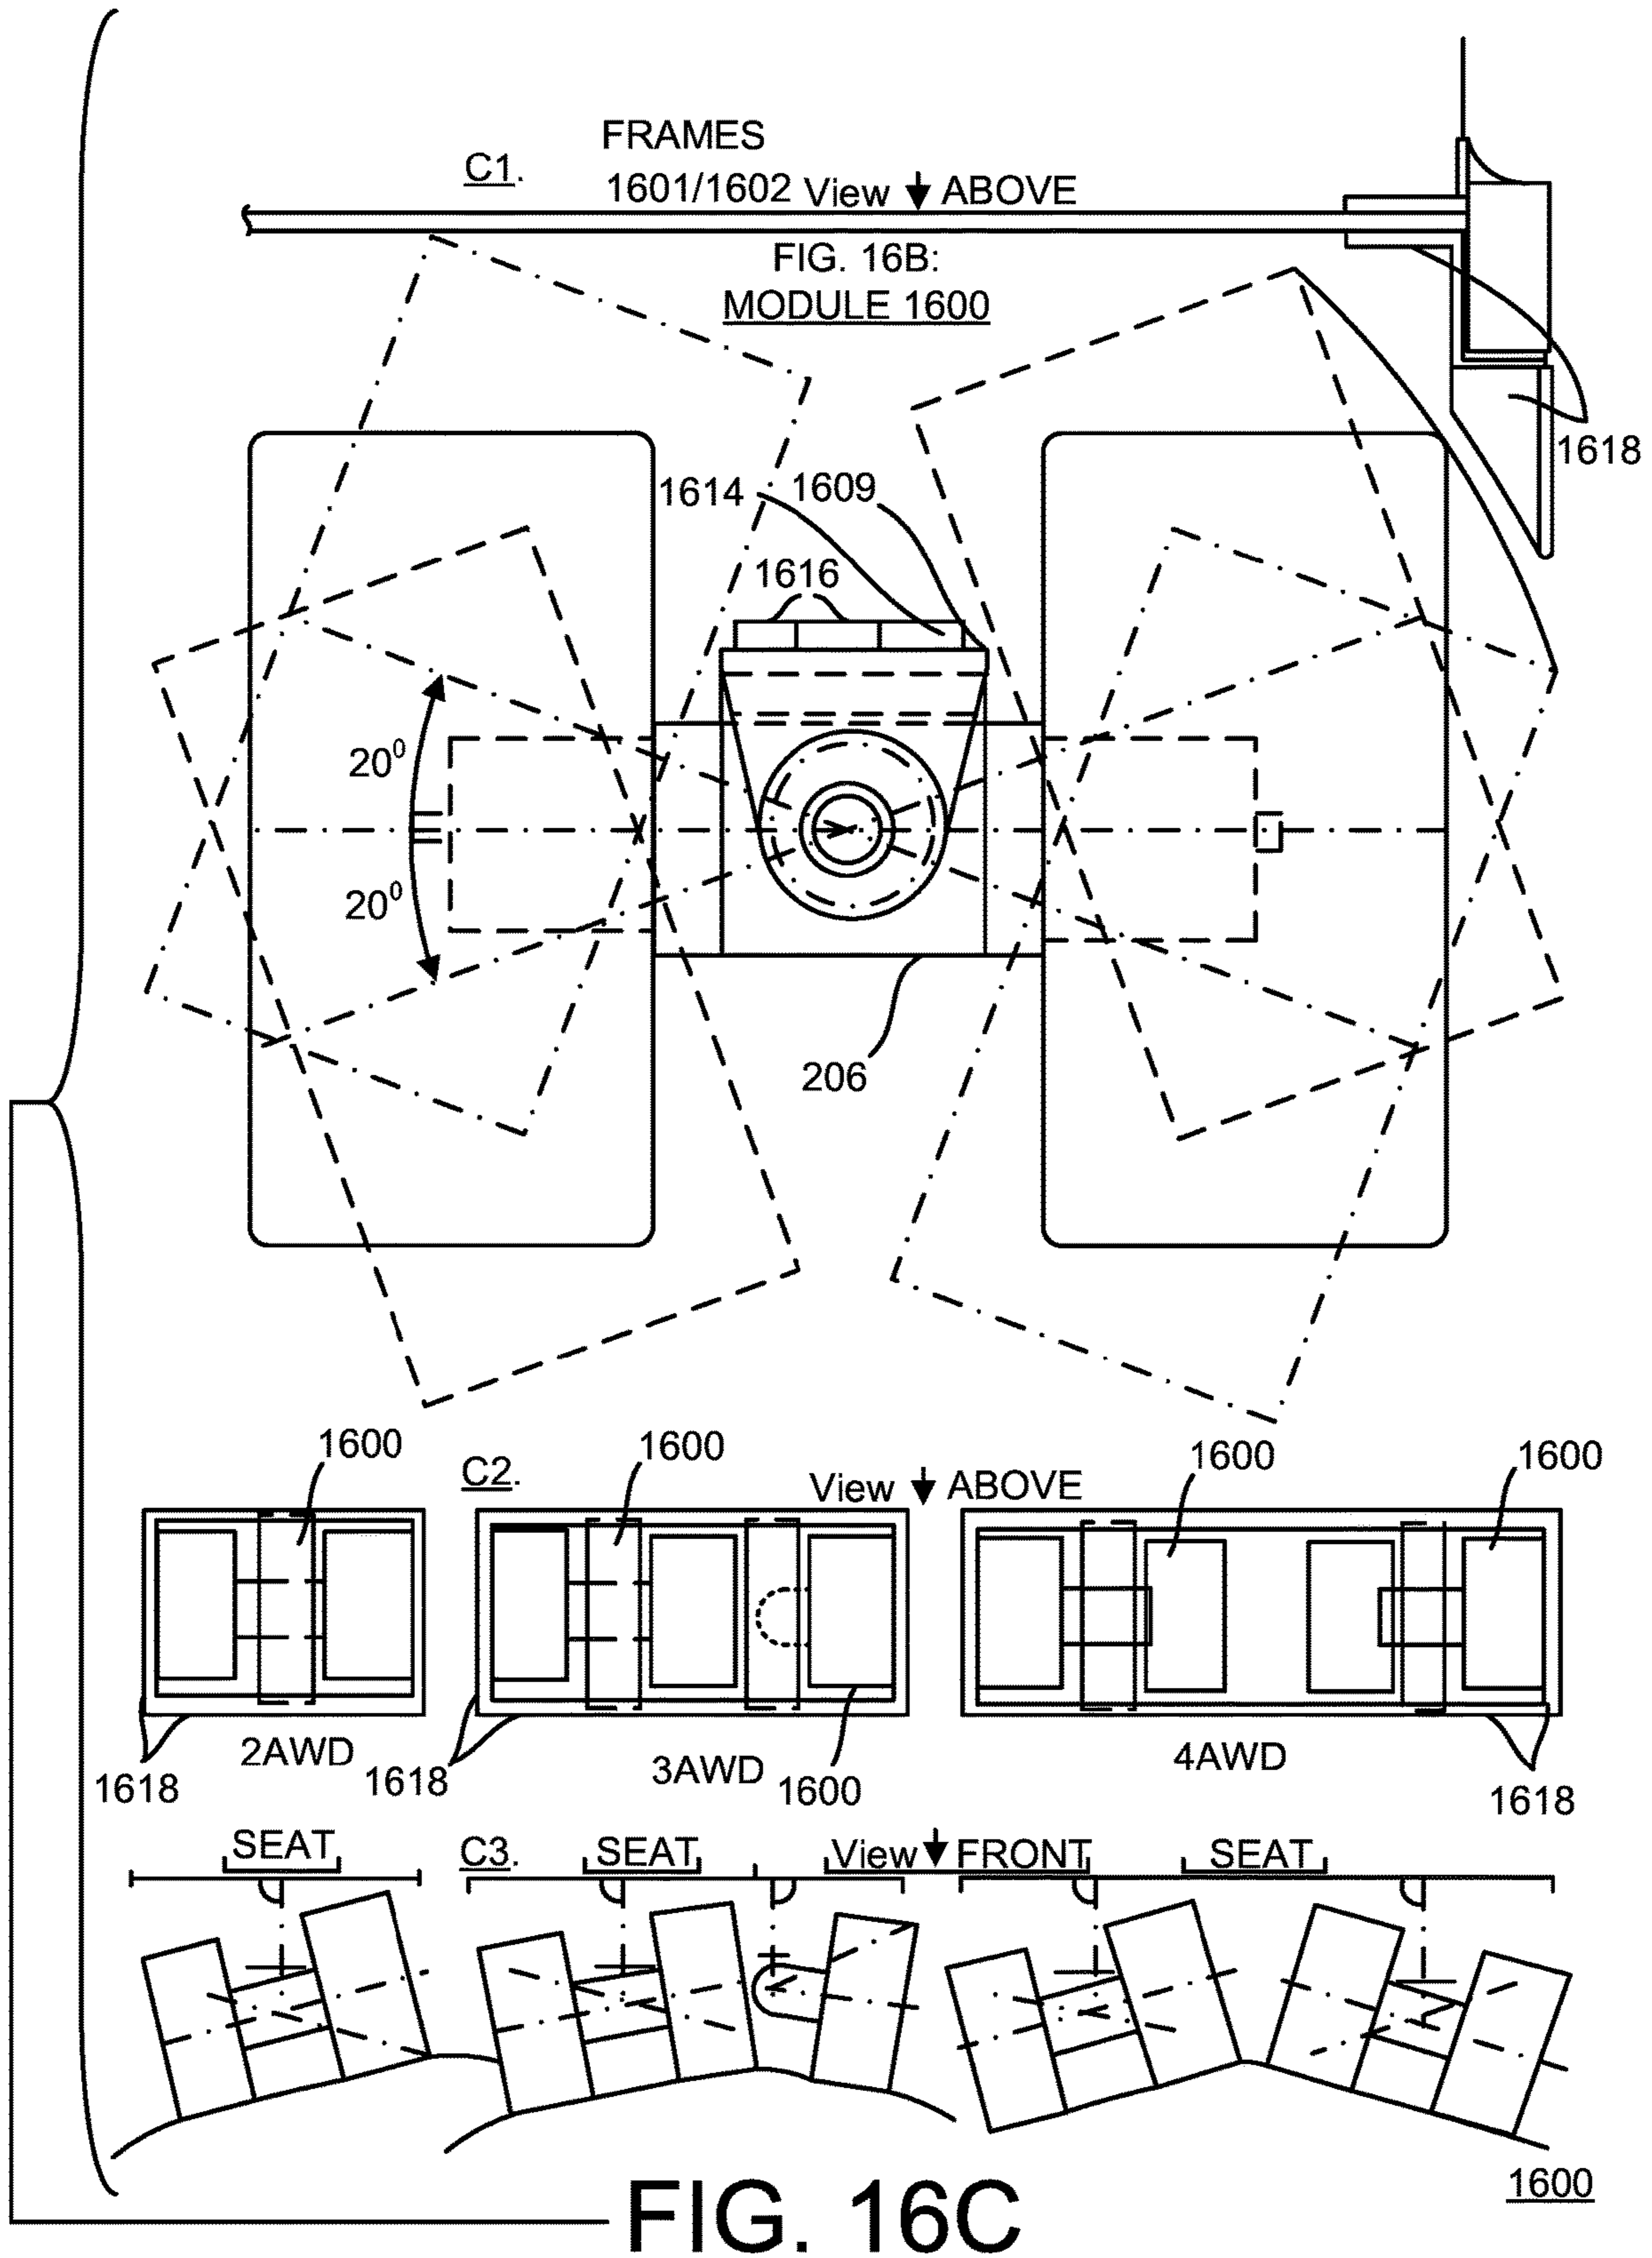 FRAMES
C1. 1601/1602 View ABOVE
FIG. 16B:
MODULE 1600
1618
1614 1609
1616
20⁰
20⁰
206
1600 1600 1600 1600
C2. View ABOVE
2AWD 3AWD 4AWD
1618 1618 1600 1618
SEAT C3. SEAT View FRONT SEAT
1600
FIG. 16C